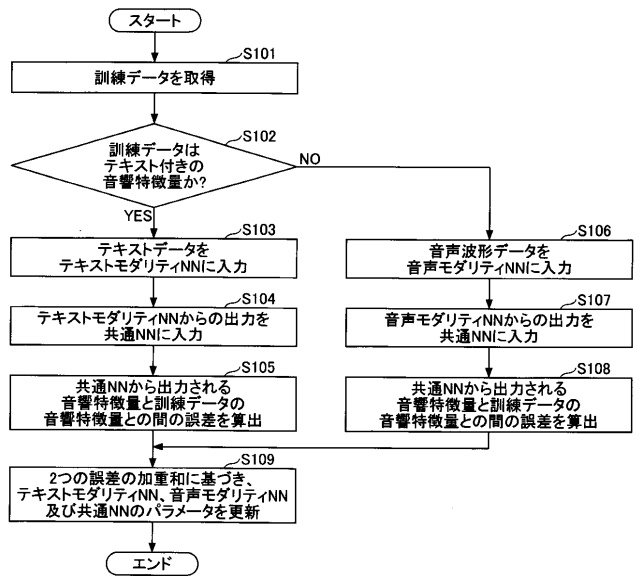 スタート
S101
訓練データを取得
S102
訓練データは
テキスト付きの
音響特徴量か?
NO
YES
S103
テキストデータを
テキストモダリティNNに入力
S104
テキストモダリティNNからの出力を
共通NNに入力
S105
共通NNから出力される
音響特徴量と訓練データの
音響特徴量との間の誤差を算出
S106
音声波形データを
音声モダリティNNに入力
S107
音声モダリティNNからの出力を
共通NNに入力
S108
共通NNから出力される
音響特徴量と訓練データの
音響特徴量との間の誤差を算出
S109
2つの誤差の加重和に基づき、
テキストモダリティNN、音声モダリティNN
及び共通NNのパラメータを更新
エンド